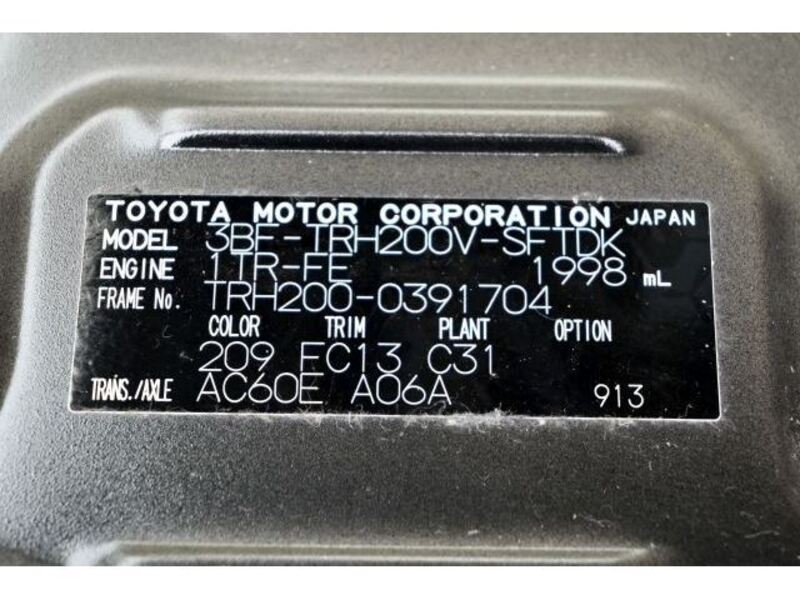 TOYOTA MOTOR CORPORATION JAPAN
MODEL 3BF-TRH200V-SFTDK
ENGINE 1TR-FE 1998 mL
FRAME No. TRH200-0391704
COLOR TRIM PLANT OPTION
209 FC13 C31
TRANS./AXLE AC60E A06A 913